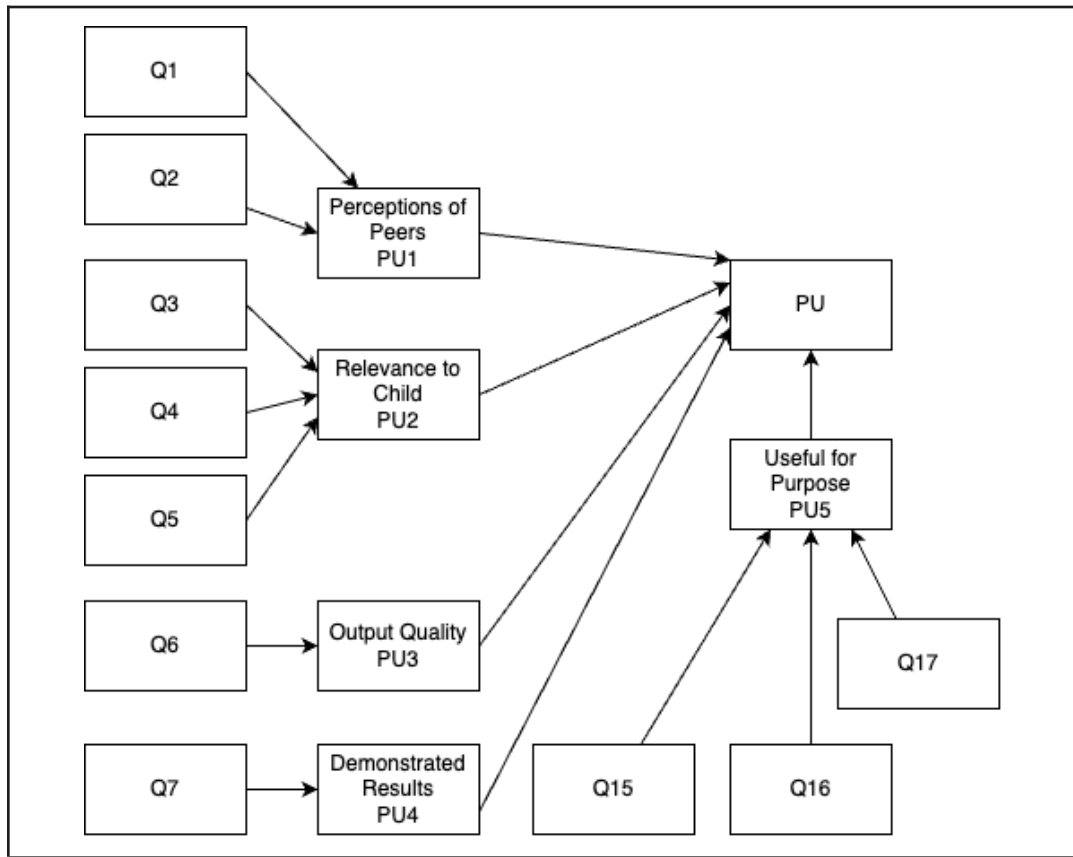 Q1
Q2
Perceptions of
Peers
PU1
Q3
PU
Relevance to
Child
PU2
Q4
Useful for
Purpose
PU5
Q5
Q6
Output Quality
PU3
Q17
Q7
Demonstrated
Results
PU4
Q15
Q16